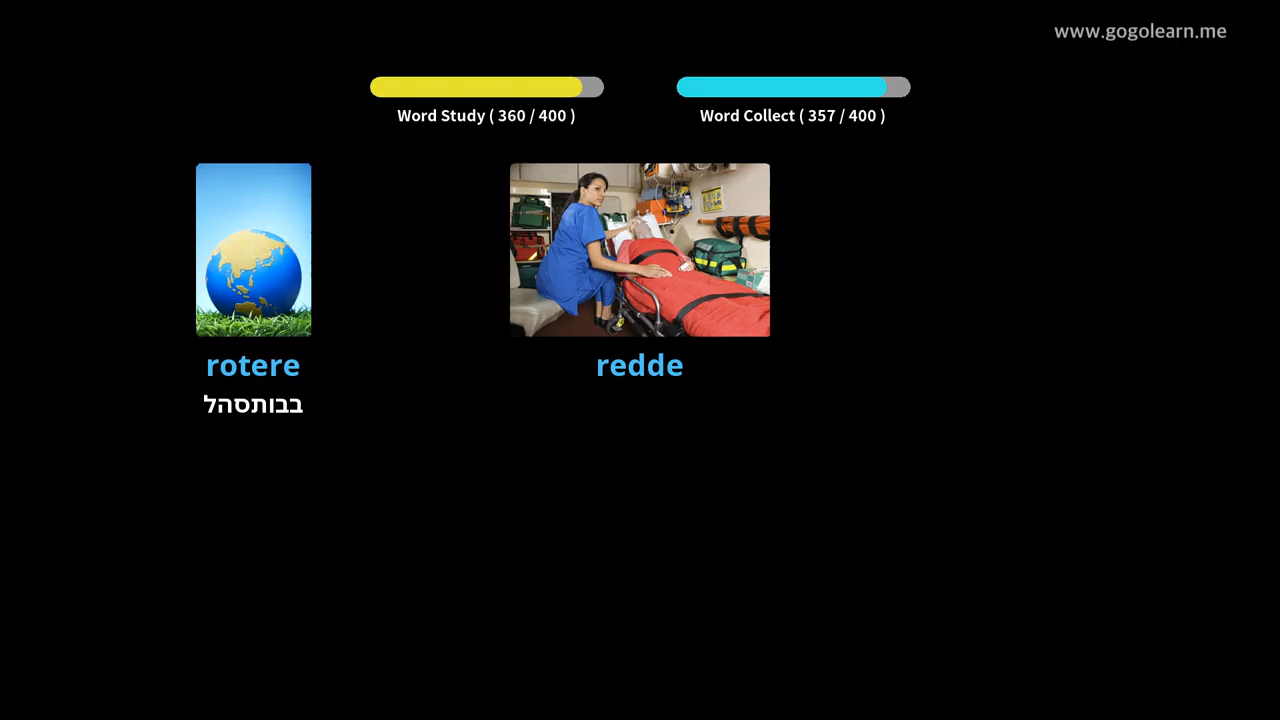 www.gogolearn.me
Word Study ( 360 / 400 )
Word Collect ( 357 / 400 )
rotere
redde
בבותסהל